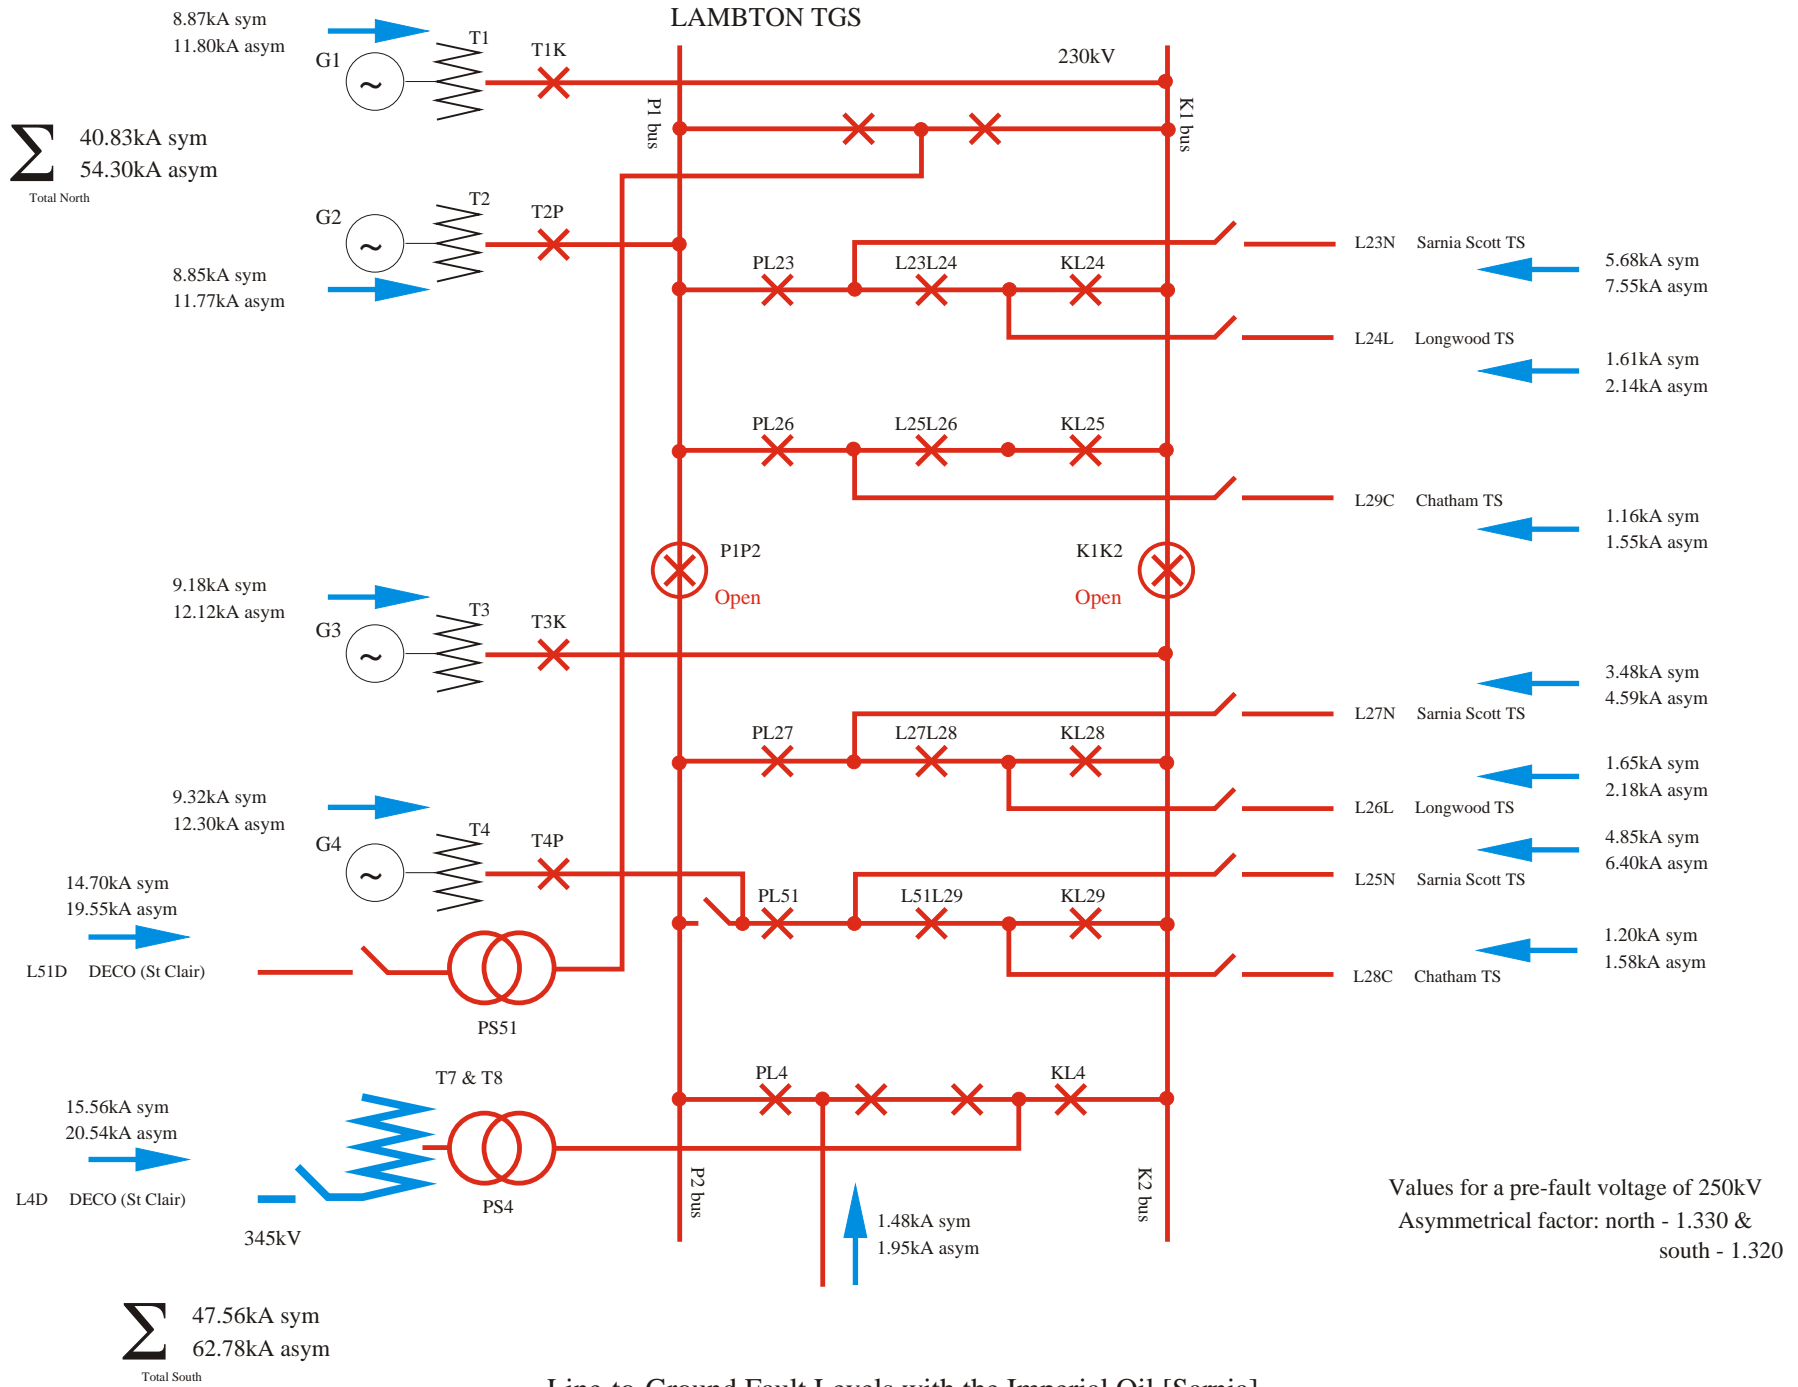 LAMBTON TGS
8.87kA sym
11.80kA asym
G1
T1
T1K
230kV
P1 bus
K1 bus
Σ
40.83kA sym
54.30kA asym
Total North
G2
T2
T2P
8.85kA sym
11.77kA asym
PL23
L23L24
KL24
L23N Sarnia Scott TS
5.68kA sym
7.55kA asym
L24L Longwood TS
1.61kA sym
2.14kA asym
PL26
L25L26
KL25
L29C Chatham TS
1.16kA sym
1.55kA asym
P1P2
Open
K1K2
Open
9.18kA sym
12.12kA asym
G3
T3
T3K
3.48kA sym
4.59kA asym
L27N Sarnia Scott TS
PL27
L27L28
KL28
1.65kA sym
2.18kA asym
L26L Longwood TS
9.32kA sym
12.30kA asym
G4
T4
T4P
4.85kA sym
6.40kA asym
L25N Sarnia Scott TS
PL51
L51L29
KL29
14.70kA sym
19.55kA asym
L51D DECO (St Clair)
PS51
1.20kA sym
1.58kA asym
L28C Chatham TS
T7 & T8
PL4
KL4
15.56kA sym
20.54kA asym
L4D DECO (St Clair)
345kV
PS4
P2 bus
K2 bus
1.48kA sym
1.95kA asym
Values for a pre-fault voltage of 250kV
Asymmetrical factor: north - 1.330 &
south - 1.320
Σ
47.56kA sym
62.78kA asym
Total South
Line-to-Ground Fault Levels with the Imperial Oil [Sarnia]